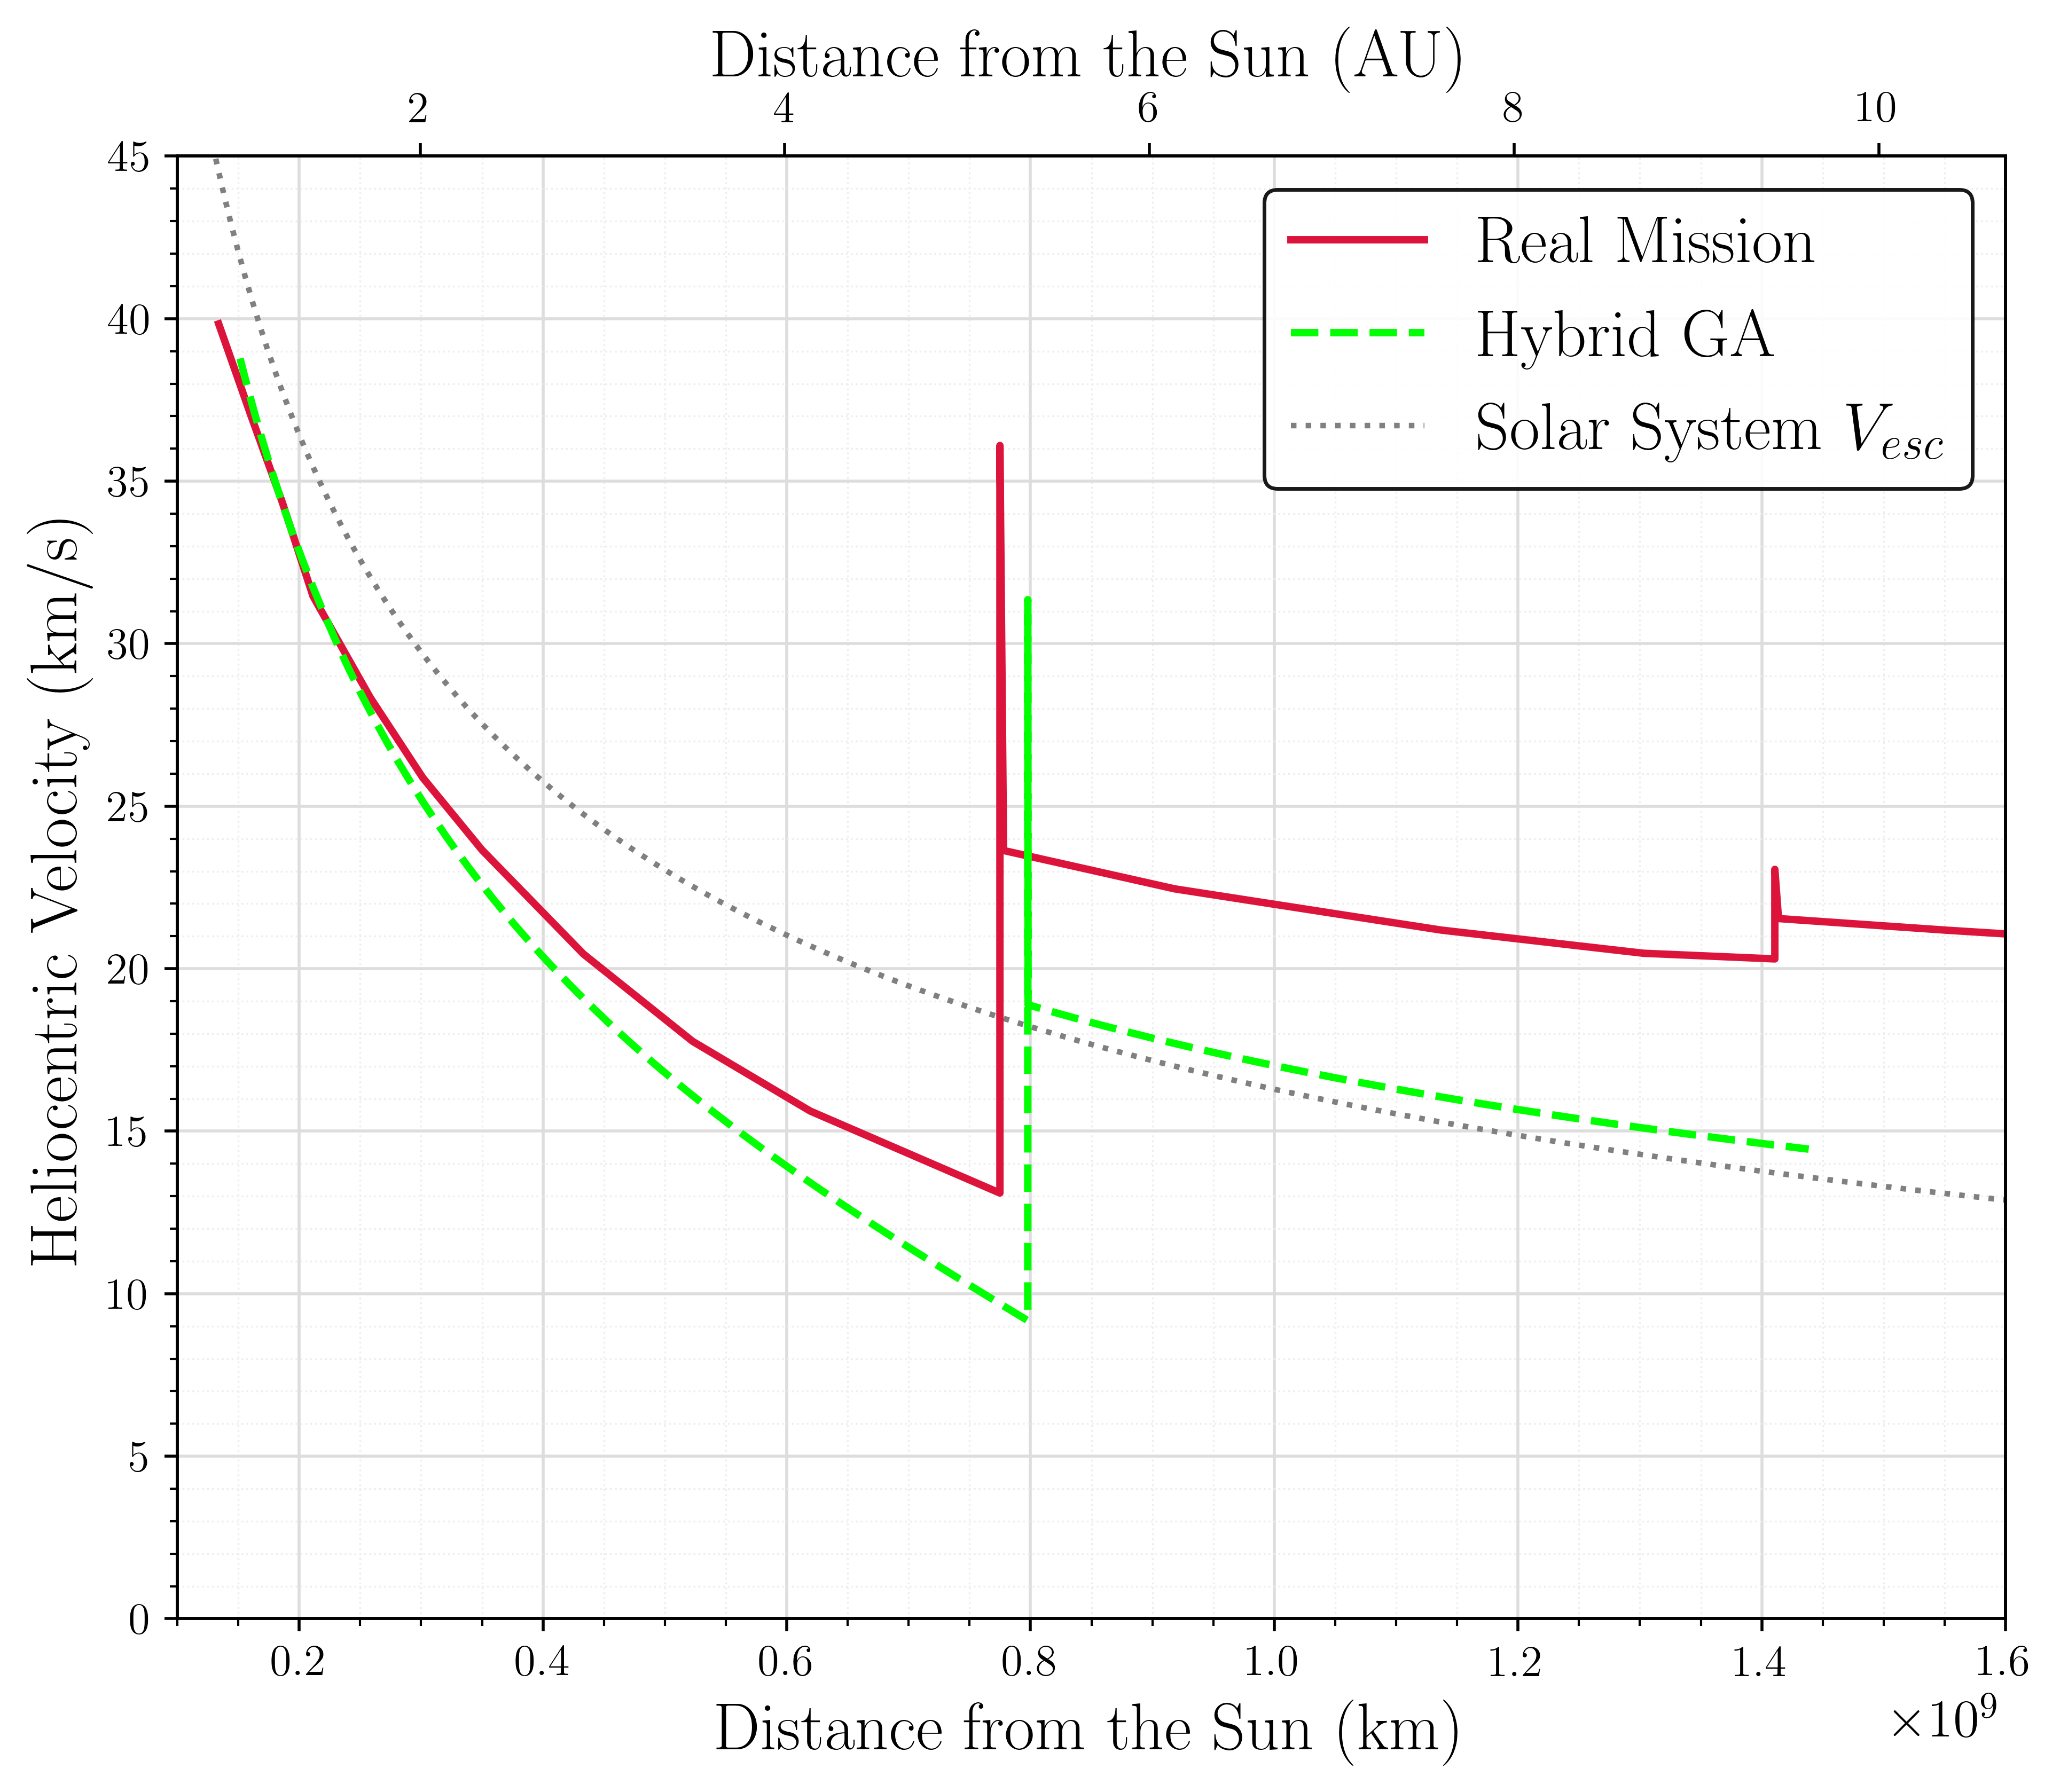 Distance from the Sun (AU)
2 4 6 8 10
45
40
35
30
25
20
15
10
5
0
Heliocentric Velocity (km/s)
Real Mission
Hybrid GA
Solar System V_esc
0.2 0.4 0.6 0.8 1.0 1.2 1.4 1.6
×10⁹
Distance from the Sun (km)